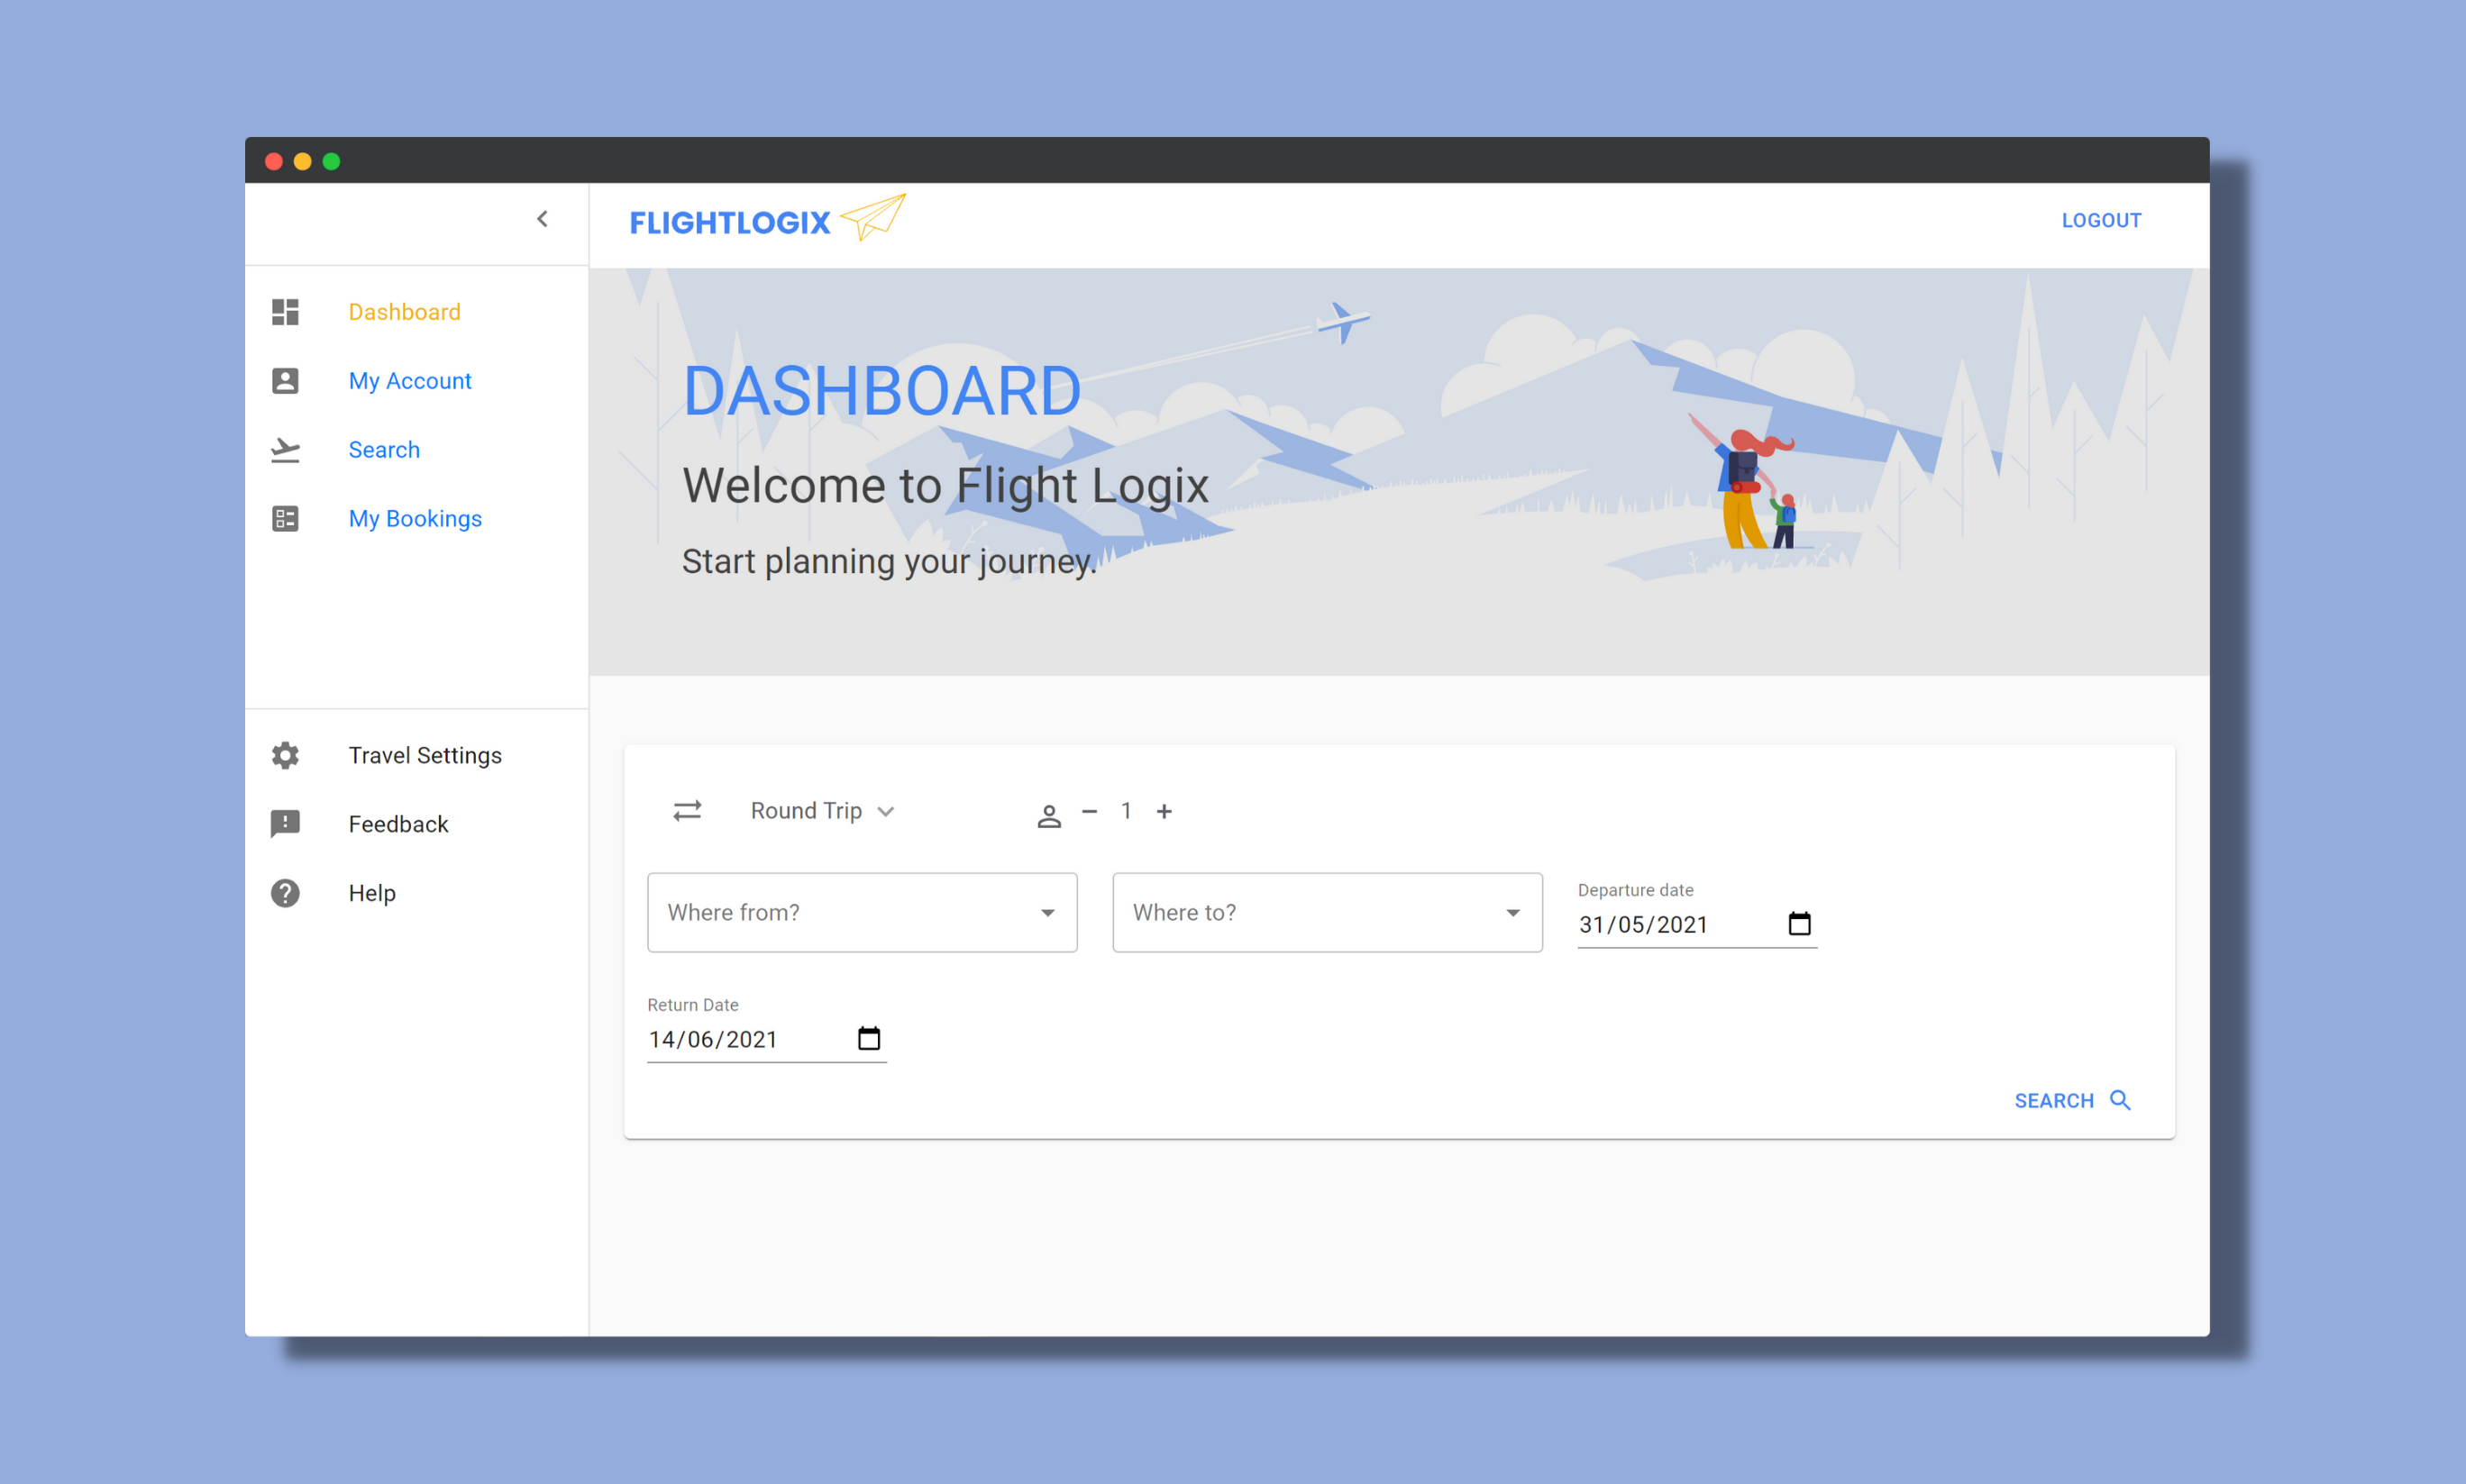 FLIGHTLOGIX
LOGOUT
Dashboard
My Account
Search
My Bookings
Travel Settings
Feedback
Help
DASHBOARD
Welcome to Flight Logix
Start planning your journey.
Round Trip
1
Where from?
Where to?
Departure date
31/05/2021
Return Date
14/06/2021
SEARCH